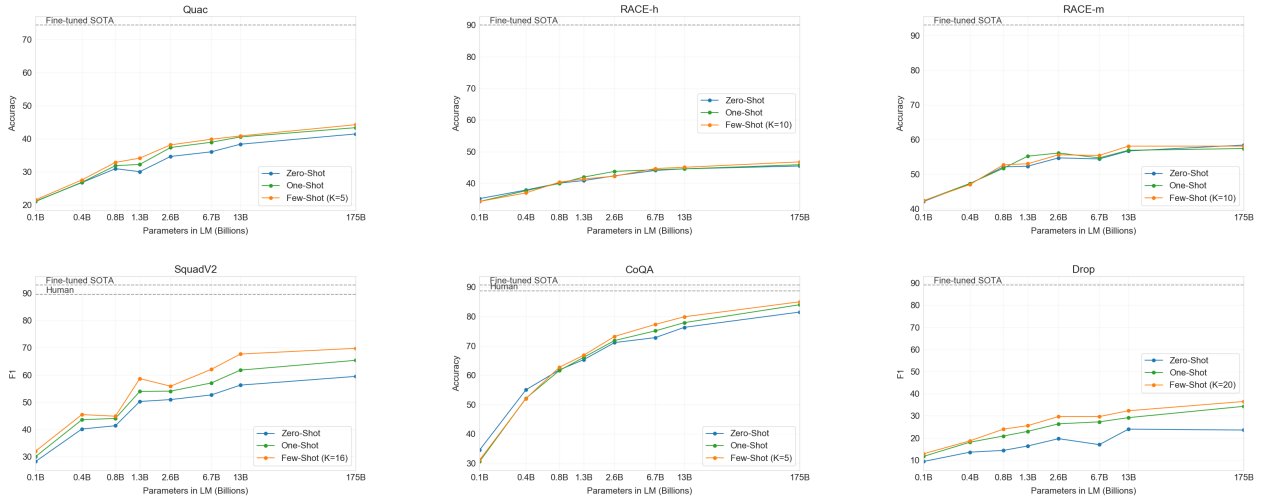 Quac
Fine-tuned SOTA
70
60
50
40
30
20
Accuracy
Zero-Shot
One-Shot
Few-Shot (K=5)
0.1B 0.4B 0.8B 1.3B 2.6B 6.7B 13B 175B
Parameters in LM (Billions)
RACE-h
Fine-tuned SOTA
90
80
70
60
50
40
Accuracy
Zero-Shot
One-Shot
Few-Shot (K=10)
0.1B 0.4B 0.8B 1.3B 2.6B 6.7B 13B 175B
Parameters in LM (Billions)
RACE-m
Fine-tuned SOTA
90
80
70
60
50
40
Accuracy
Zero-Shot
One-Shot
Few-Shot (K=10)
0.1B 0.4B 0.8B 1.3B 2.6B 6.7B 13B 175B
Parameters in LM (Billions)
SquadV2
Fine-tuned SOTA
Human
90
80
70
60
50
40
30
F1
Zero-Shot
One-Shot
Few-Shot (K=16)
0.1B 0.4B 0.8B 1.3B 2.6B 6.7B 13B 175B
Parameters in LM (Billions)
CoQA
Fine-tuned SOTA
Human
90
80
70
60
50
40
30
Accuracy
Zero-Shot
One-Shot
Few-Shot (K=5)
0.1B 0.4B 0.8B 1.3B 2.6B 6.7B 13B 175B
Parameters in LM (Billions)
Drop
Fine-tuned SOTA
90
80
70
60
50
40
30
20
10
F1
Zero-Shot
One-Shot
Few-Shot (K=20)
0.1B 0.4B 0.8B 1.3B 2.6B 6.7B 13B 175B
Parameters in LM (Billions)